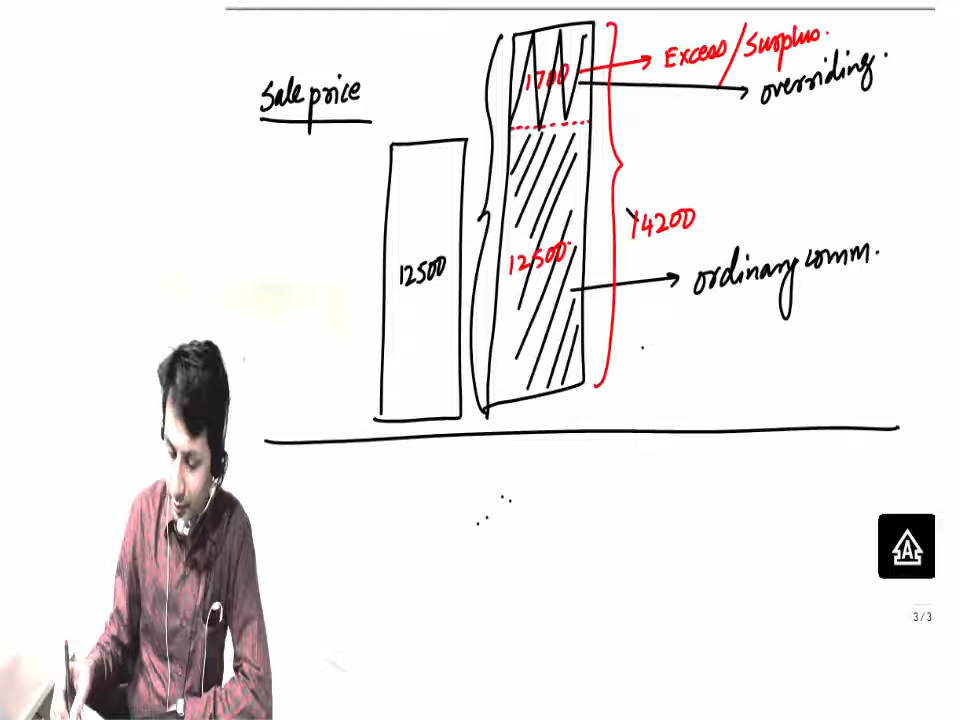 Sale price
1700
Excess/Surplus.
overriding.
14200
12500
12500.
ordinary comm.
A
3/3